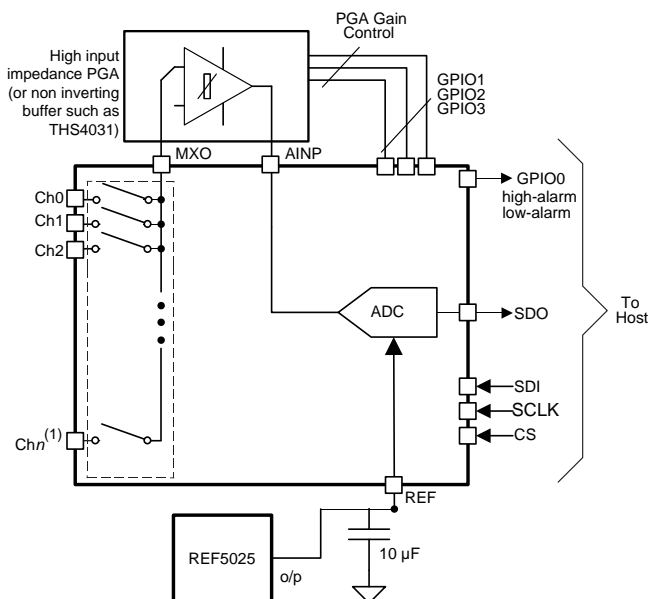 PGA Gain
Control
High input
impedance PGA
(or non inverting
buffer such as
THS4031)
GPIO1
GPIO2
GPIO3
MXO
AINP
Ch0
Ch1
Ch2
Chn(1)
GPIO0
high-alarm
low-alarm
ADC
SDO
To
Host
SDI
SCLK
CS
REF
REF5025
o/p
10 µF